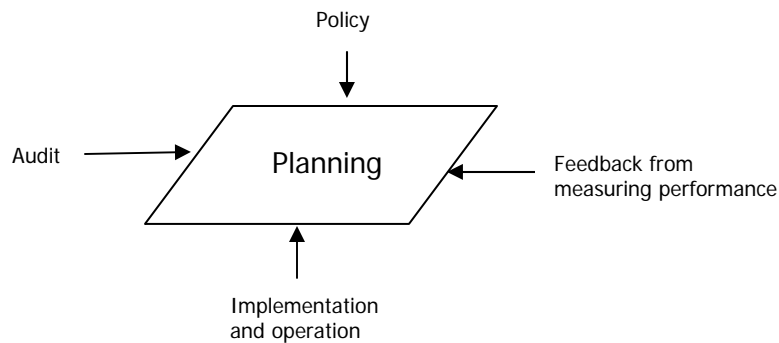 Policy
Audit
Planning
Feedback from
measuring performance
Implementation
and operation